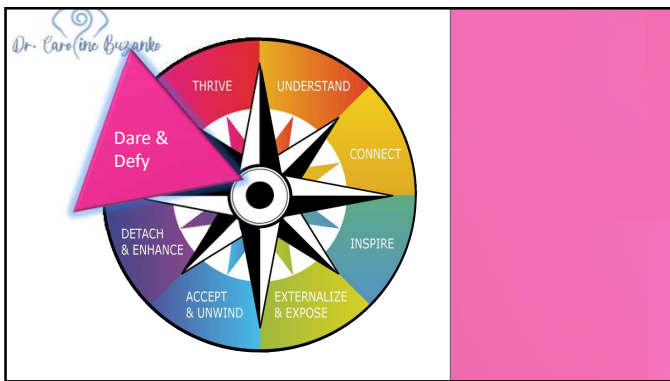 Dr. Caroline Buzanko
THRIVE
UNDERSTAND
Dare &
Defy
CONNECT
DETACH
& ENHANCE
INSPIRE
ACCEPT
& UNWIND
EXTERNALIZE
& EXPOSE